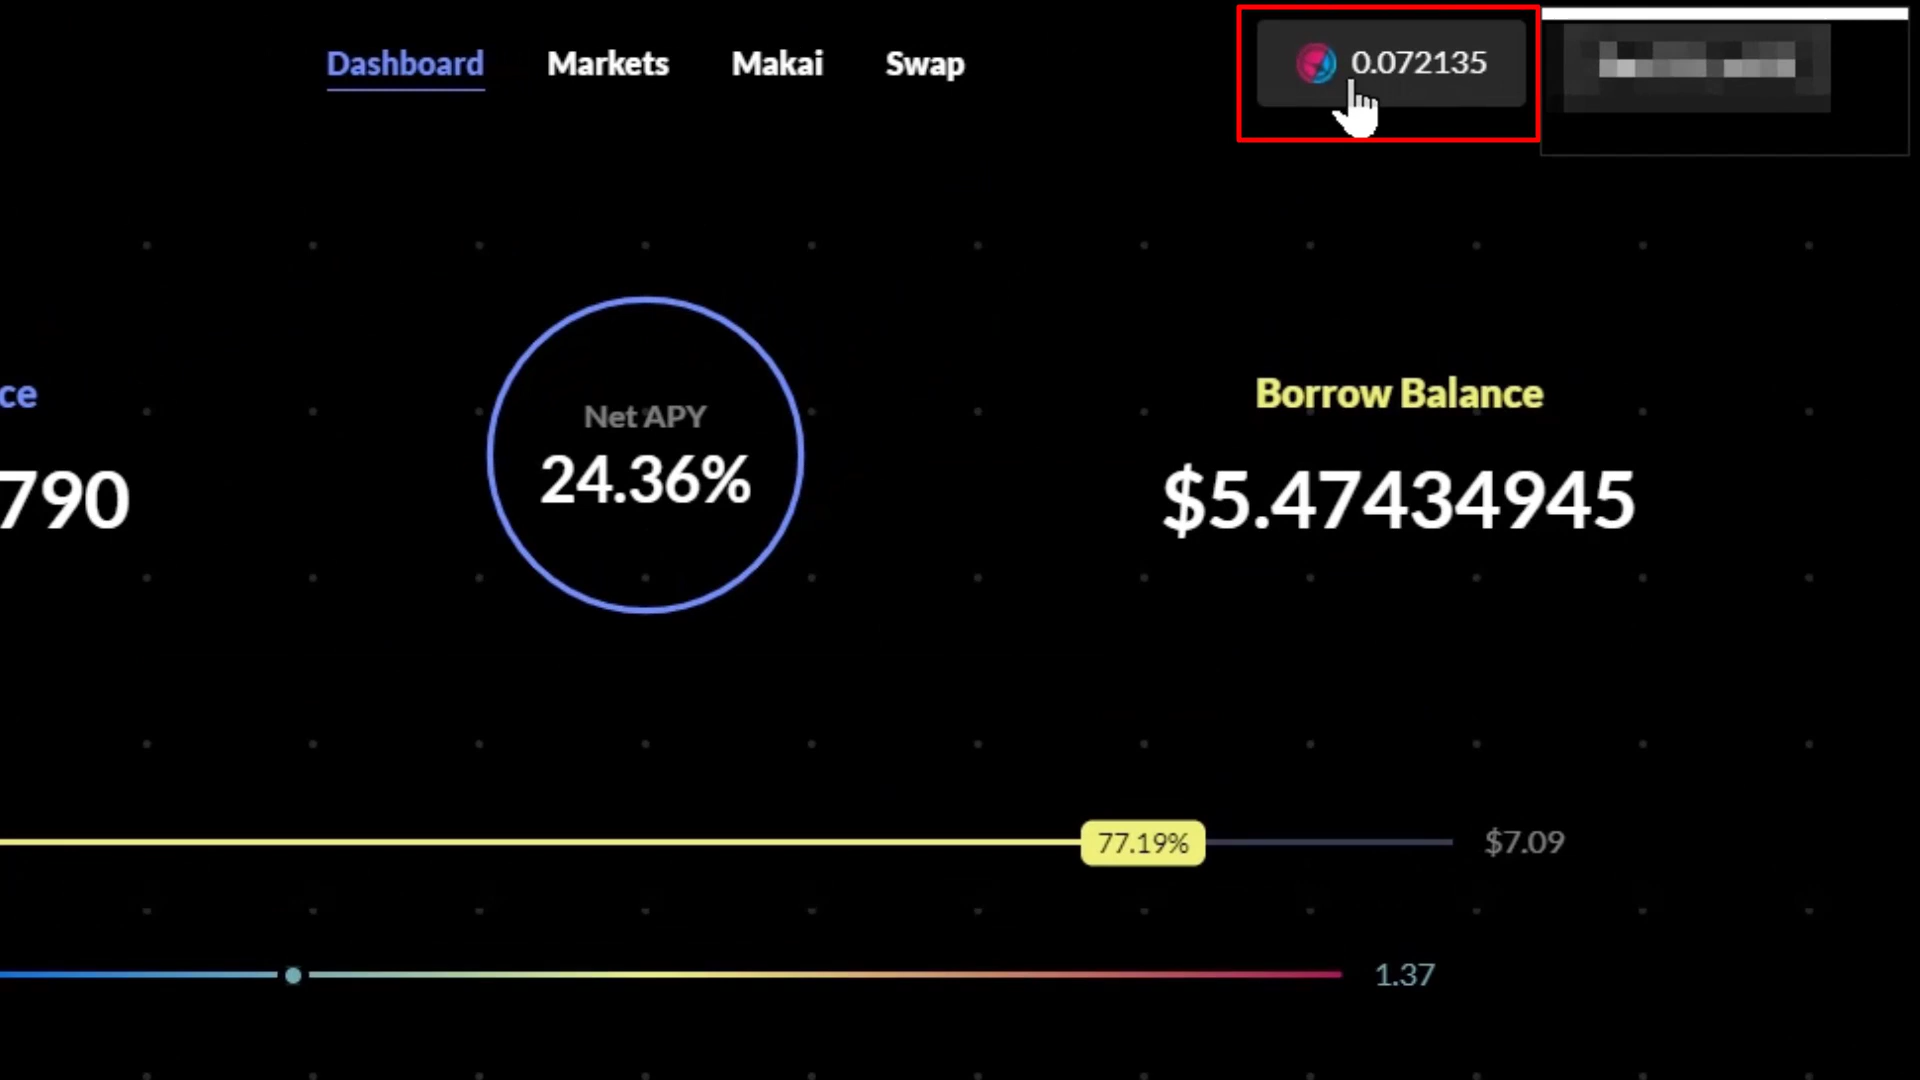 Dashboard Markets Makai Swap 0.072135
ce
Net APY
Borrow Balance
790
24.36%
$5.47434945
77.19% $7.09
1.37